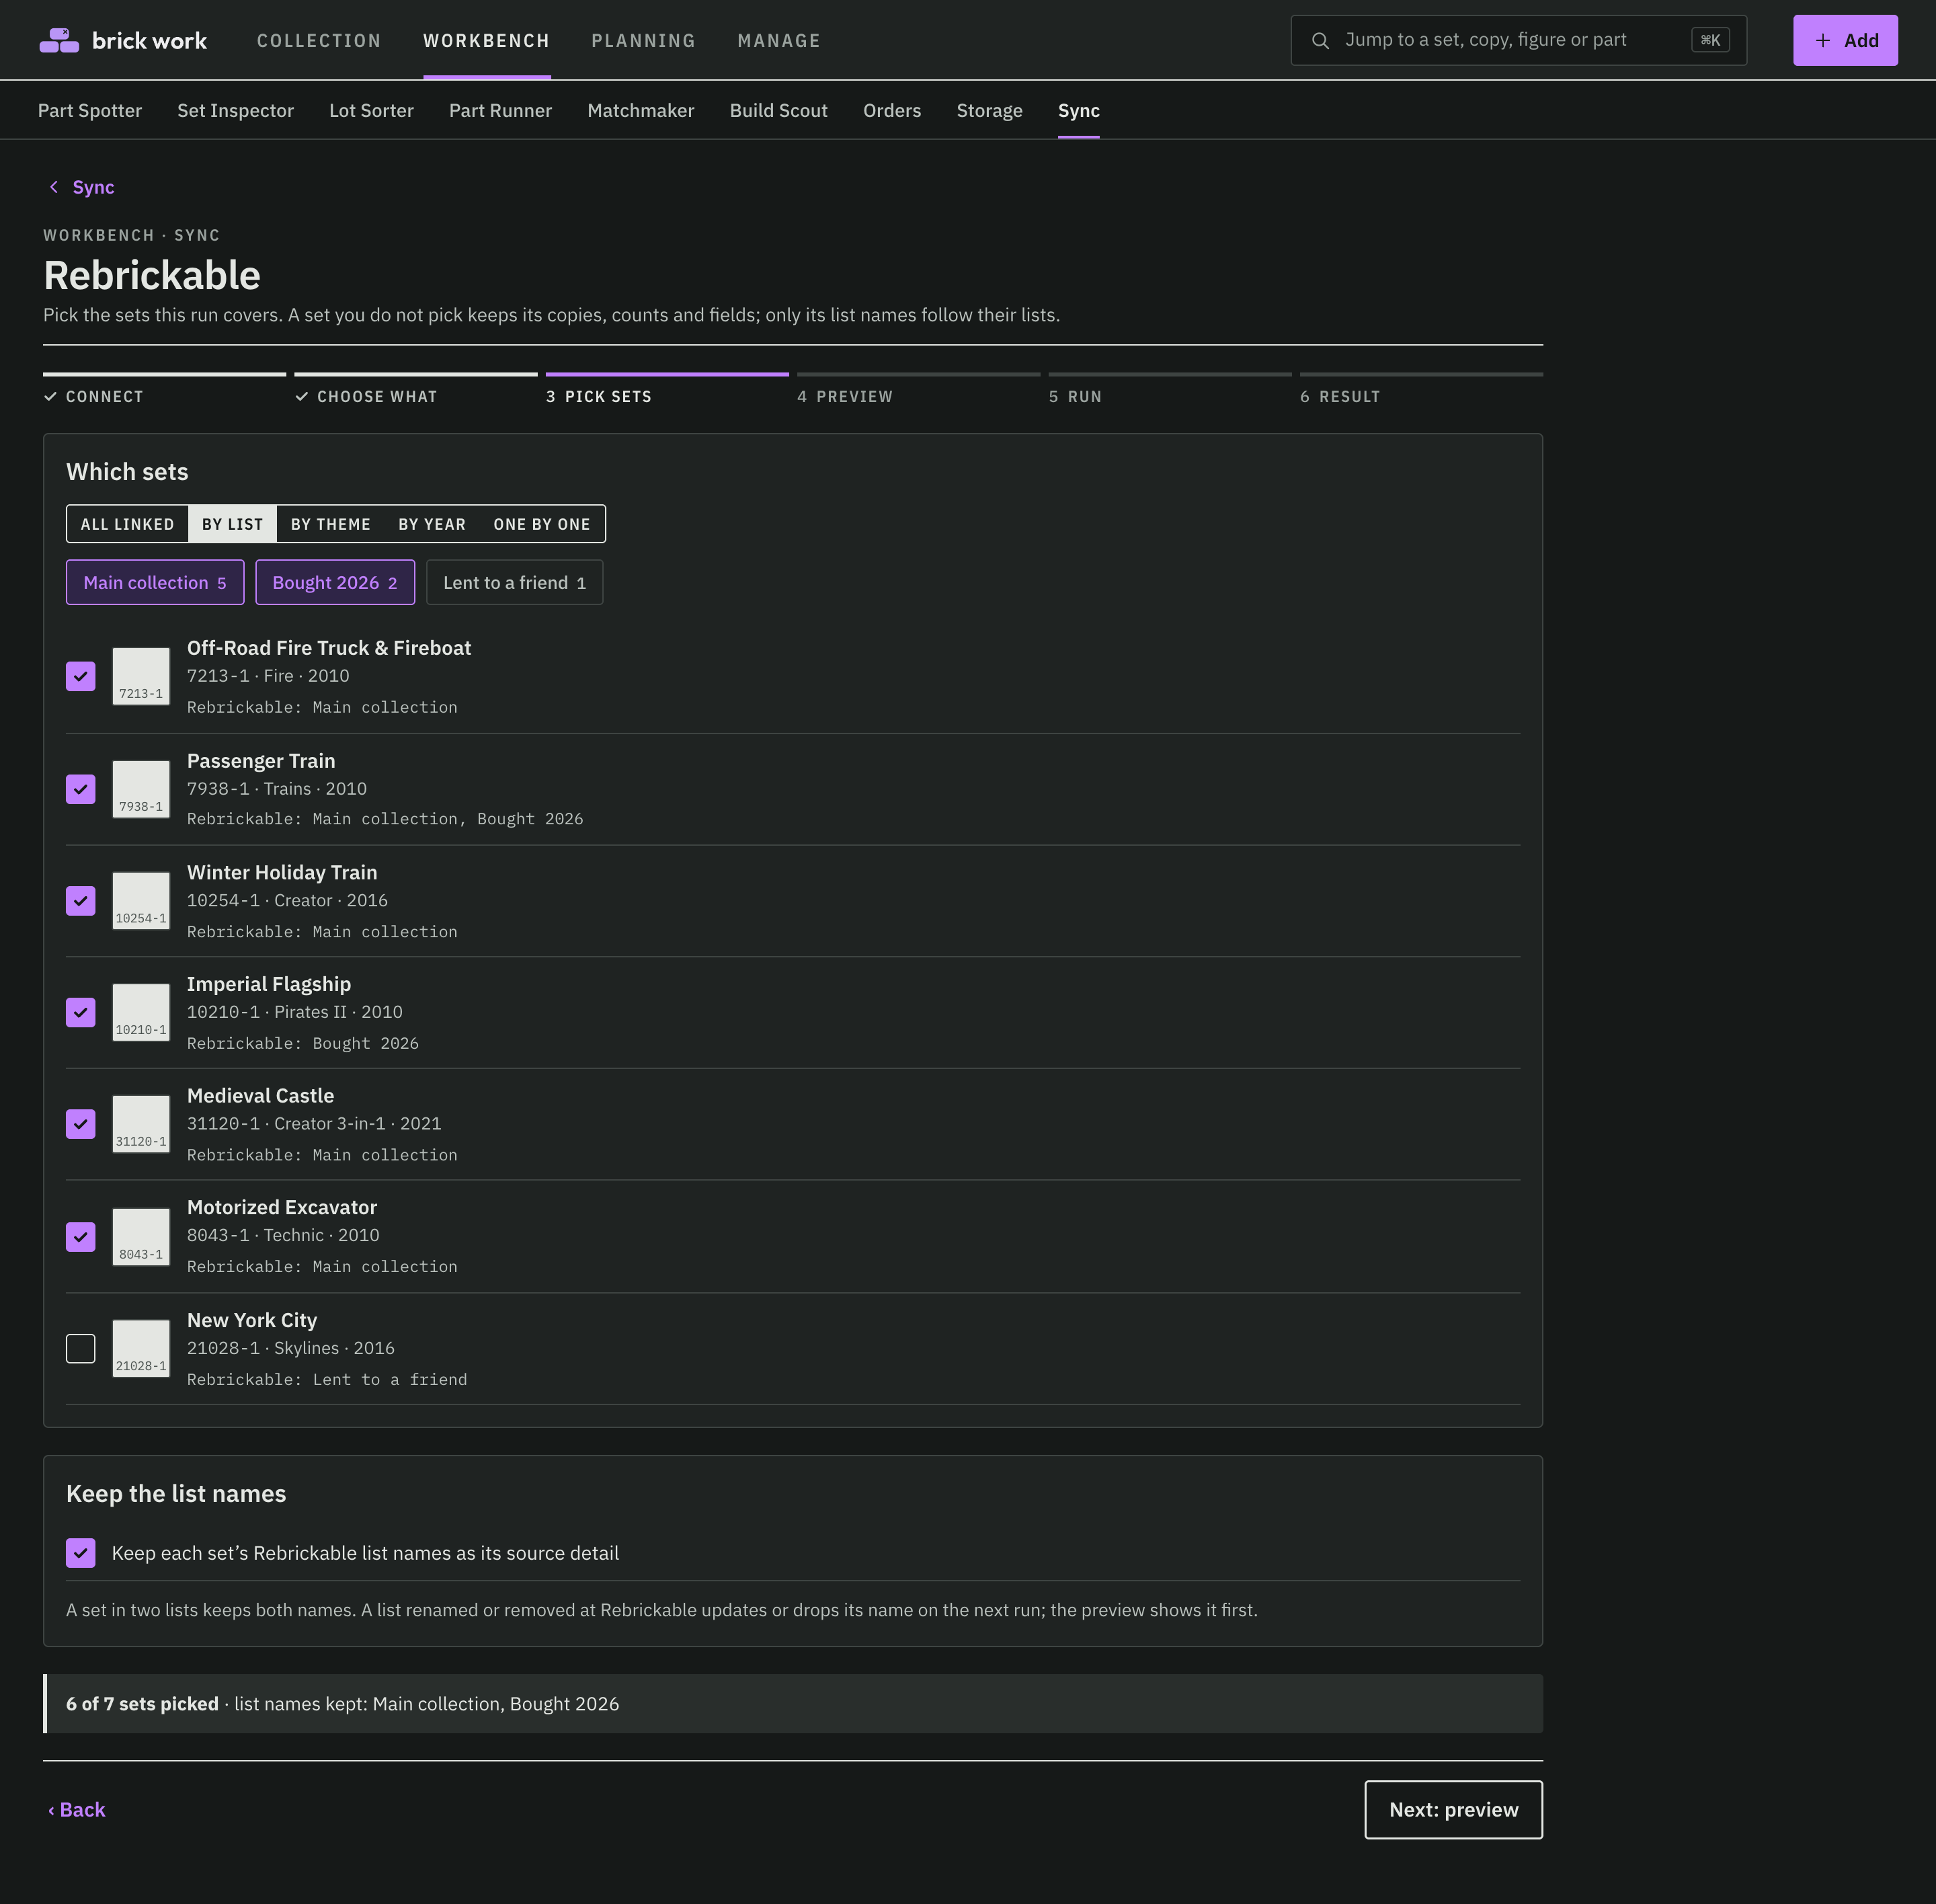 brick work
COLLECTION WORKBENCH PLANNING MANAGE
Jump to a set, copy, figure or part ⌘K
+ Add
Part Spotter Set Inspector Lot Sorter Part Runner Matchmaker Build Scout Orders Storage Sync
Sync
WORKBENCH · SYNC
Rebrickable
Pick the sets this run covers. A set you do not pick keeps its copies, counts and fields; only its list names follow their lists.
CONNECT CHOOSE WHAT 3 PICK SETS 4 PREVIEW 5 RUN 6 RESULT
Which sets
ALL LINKED BY LIST BY THEME BY YEAR ONE BY ONE
Main collection 5 Bought 2026 2 Lent to a friend 1
Off-Road Fire Truck & Fireboat
7213-1 · Fire · 2010
7213-1
Rebrickable: Main collection
Passenger Train
7938-1 · Trains · 2010
7938-1
Rebrickable: Main collection, Bought 2026
Winter Holiday Train
10254-1 · Creator · 2016
10254-1
Rebrickable: Main collection
Imperial Flagship
10210-1 · Pirates II · 2010
10210-1
Rebrickable: Bought 2026
Medieval Castle
31120-1 · Creator 3-in-1 · 2021
31120-1
Rebrickable: Main collection
Motorized Excavator
8043-1 · Technic · 2010
8043-1
Rebrickable: Main collection
New York City
21028-1 · Skylines · 2016
21028-1
Rebrickable: Lent to a friend
Keep the list names
Keep each set’s Rebrickable list names as its source detail
A set in two lists keeps both names. A list renamed or removed at Rebrickable updates or drops its name on the next run; the preview shows it first.
6 of 7 sets picked · list names kept: Main collection, Bought 2026
‹ Back
Next: preview